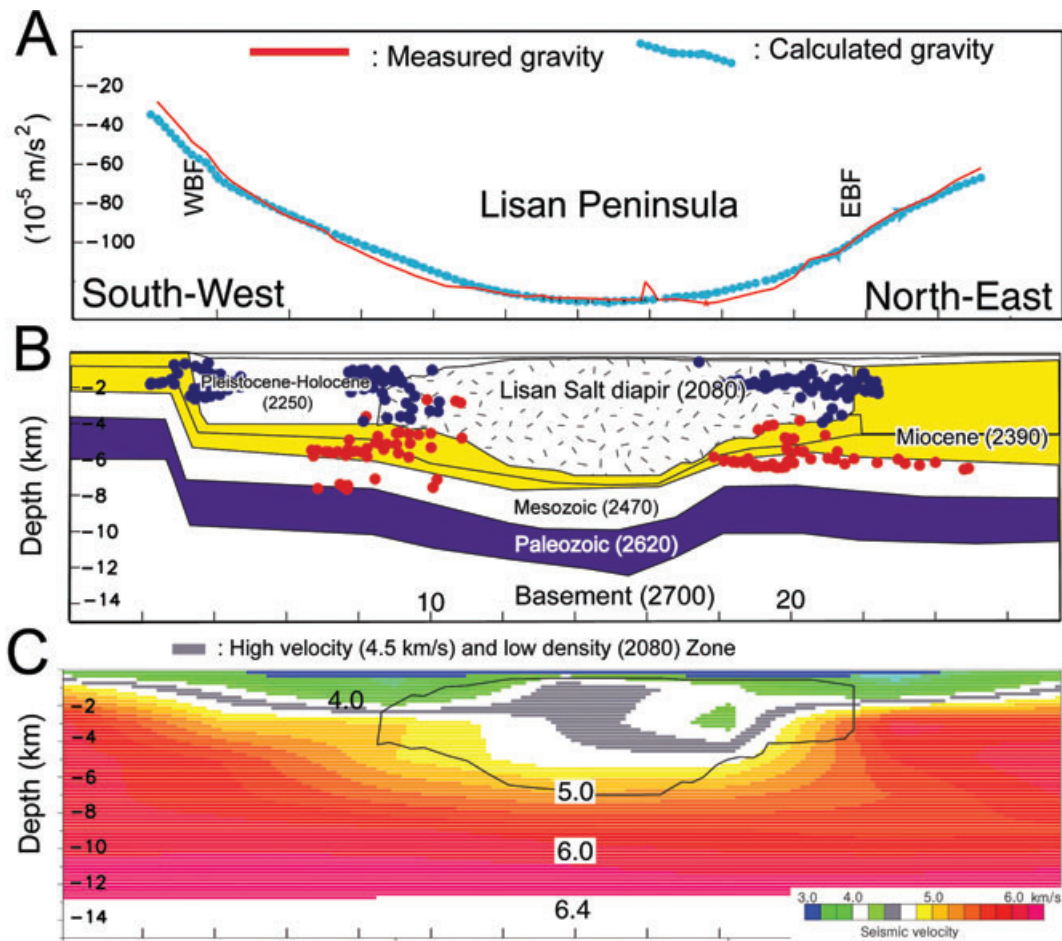 A
: Measured gravity
: Calculated gravity
-20
-40
-60
-80
-100
(10⁻⁵ m/s²)
WBF
EBF
Lisan Peninsula
South-West
North-East
B
Pleistocene-Holocene
(2250)
Lisan Salt diapir (2080)
Miocene (2390)
Mesozoic (2470)
Paleozoic (2620)
Basement (2700)
10
20
-2
-4
-6
-8
-10
-12
-14
Depth (km)
C
: High velocity (4.5 km/s) and low density (2080) Zone
4.0
5.0
6.0
6.4
-2
-4
-6
-8
-10
-12
-14
Depth (km)
3.0 4.0 5.0 6.0 km/s
Seismic velocity